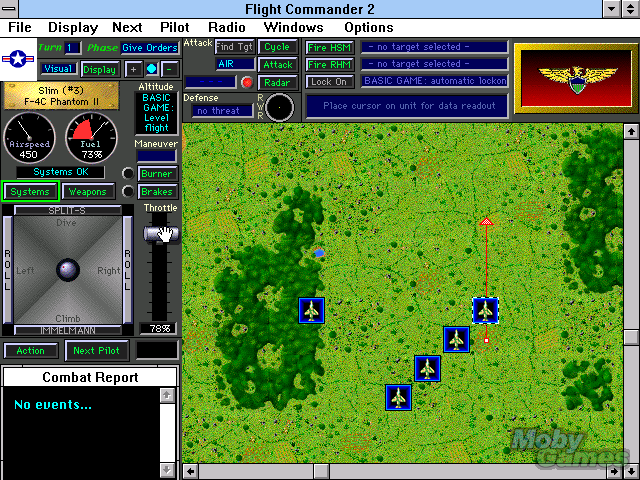 Flight Commander 2
File Display Next Pilot Radio Windows Options
Turn 1 Phase Give Orders
Visual Display + -
Attack Find Tgt Cycle
AIR Attack
Radar
Fire HSM - no target selected -
Fire RHM - no target selected -
Lock On BASIC GAME: automatic lockon
Defense
no threat
RWR
Place cursor on unit for data readout
Slim (#3)
F-4C Phantom II
Altitude
BASIC
GAME:
Level
flight
Airspeed
450
Fuel
73%
Maneuver
Systems OK
Burner
Systems Weapons Brakes
SPLIT-S
Throttle
Dive
ROLL
Left Right
ROLL
Climb
IMMELMANN
78%
Action Next Pilot
Combat Report
No events...
Moby
Games